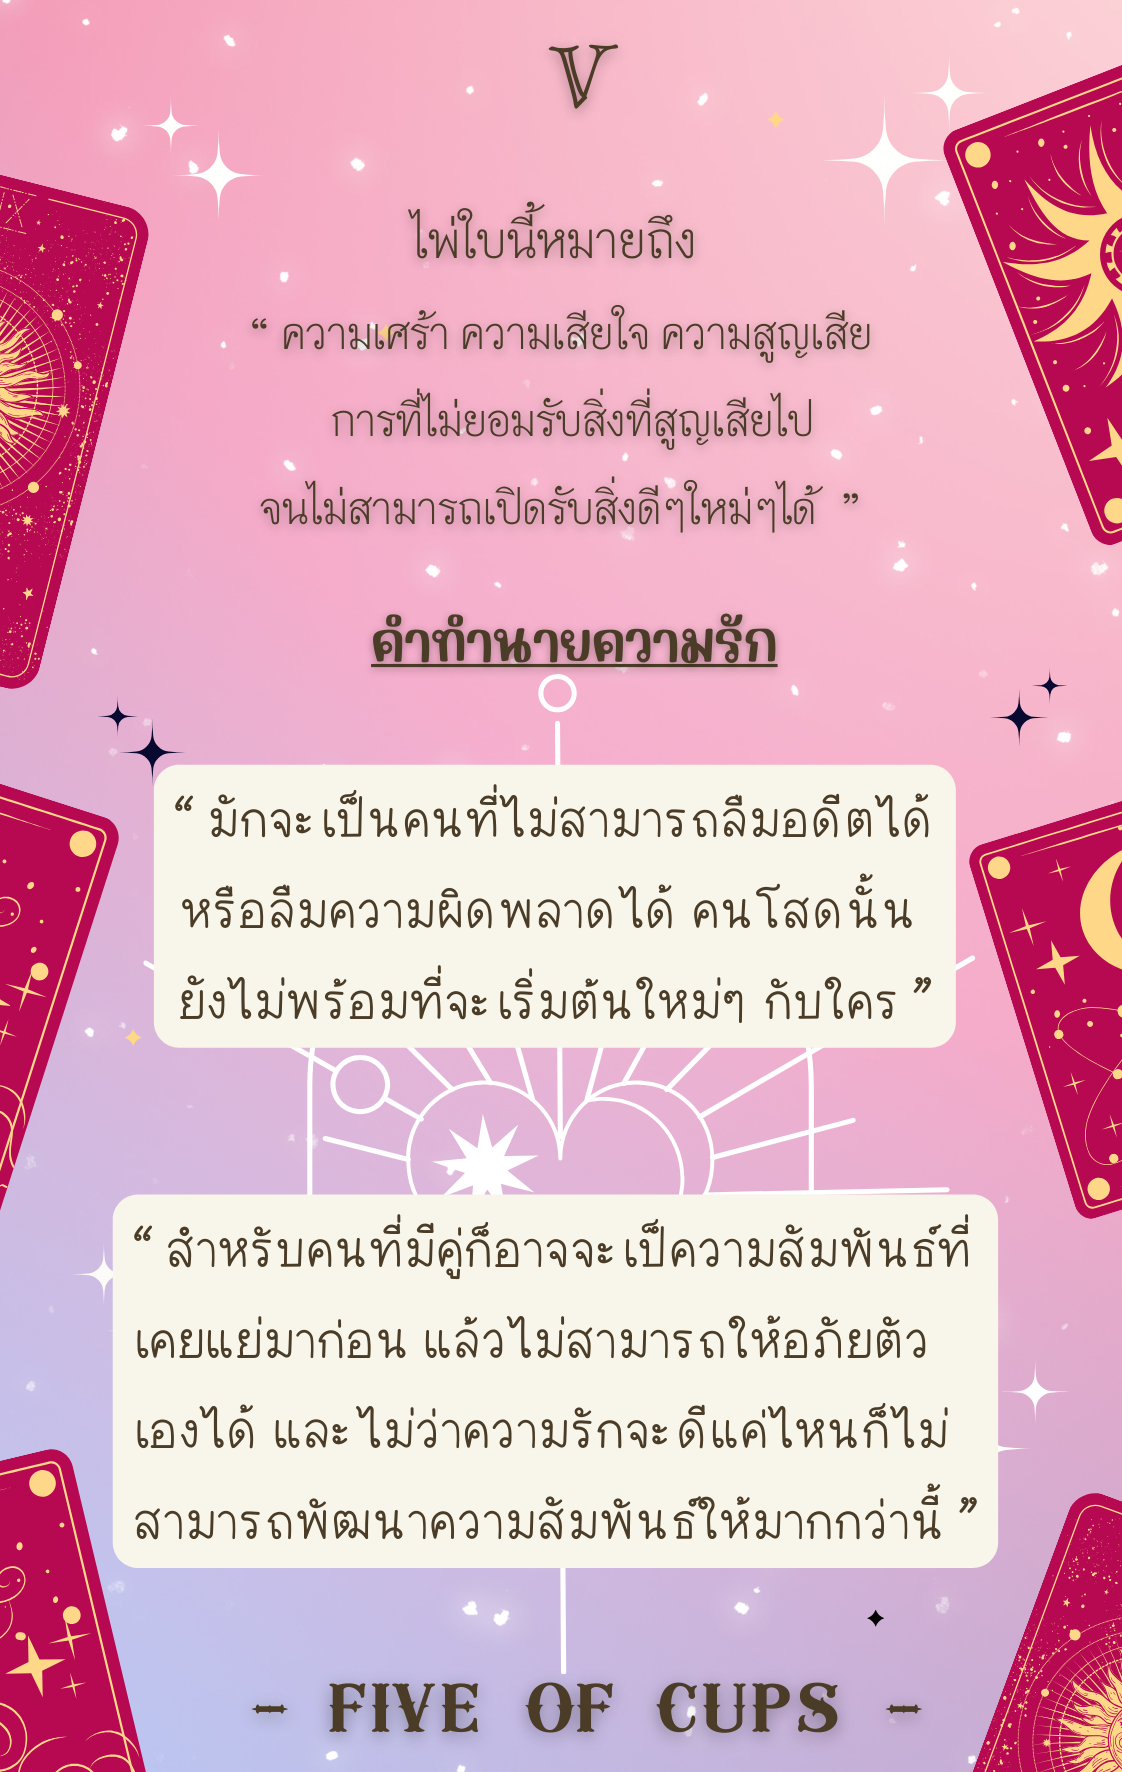 V
IX
ไพ่ใบนี้หมายถึง
“ ความเศร้า ความเสียใจ ความสูญเสีย
การที่ไม่ยอมรับสิ่งที่สูญเสียไป
จนไม่สามารถเปิดรับสิ่งดีๆใหม่ๆได้ ”
คำทำนายความรัก
“ มักจะเป็นคนที่ไม่สามารถลืมอดีตได้
หรือลืมความผิดพลาดได้ คนโสดนั้น
ยังไม่พร้อมที่จะเริ่มต้นใหม่ๆ กับใคร ”
“ สำหรับคนที่มีคู่ก็อาจจะเป็ความสัมพันธ์ที่
เคยแย่มาก่อน แล้วไม่สามารถให้อภัยตัว
เองได้ และไม่ว่าความรักจะดีแค่ไหนก็ไม่
สามารถพัฒนาความสัมพันธ์ให้มากกว่านี้ ”
- FIVE OF CUPS -